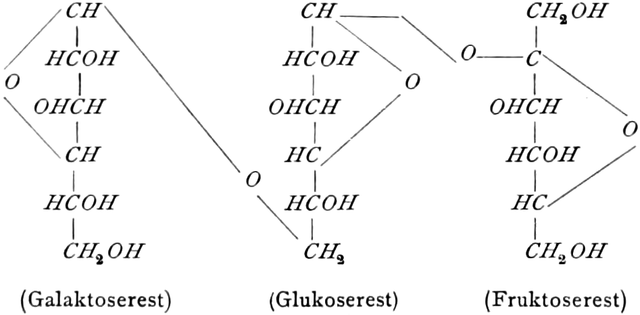 CH CH CH₂OH
HCOH HCOH O C
O O
OHCH OHCH OHCH
O
CH HC HCOH
O
HCOH HCOH HC
CH₂OH CH₂ CH₂OH
(Galaktoserest) (Glukoserest) (Fruktoserest)